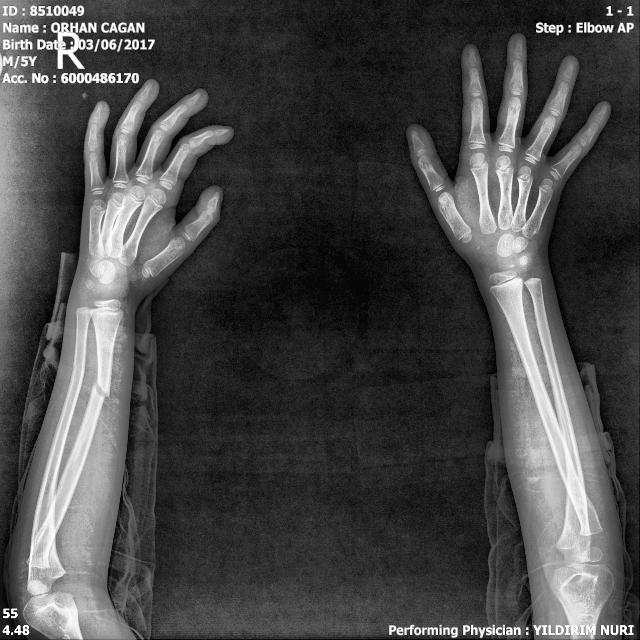 ID : 8510049
1 - 1
Name : ORHAN CAGAN
Step : Elbow AP
Birth Date : 03/06/2017
R
M/5Y
Acc. No : 6000486170
55
4.48
Performing Physician : YILDIRIM NURI